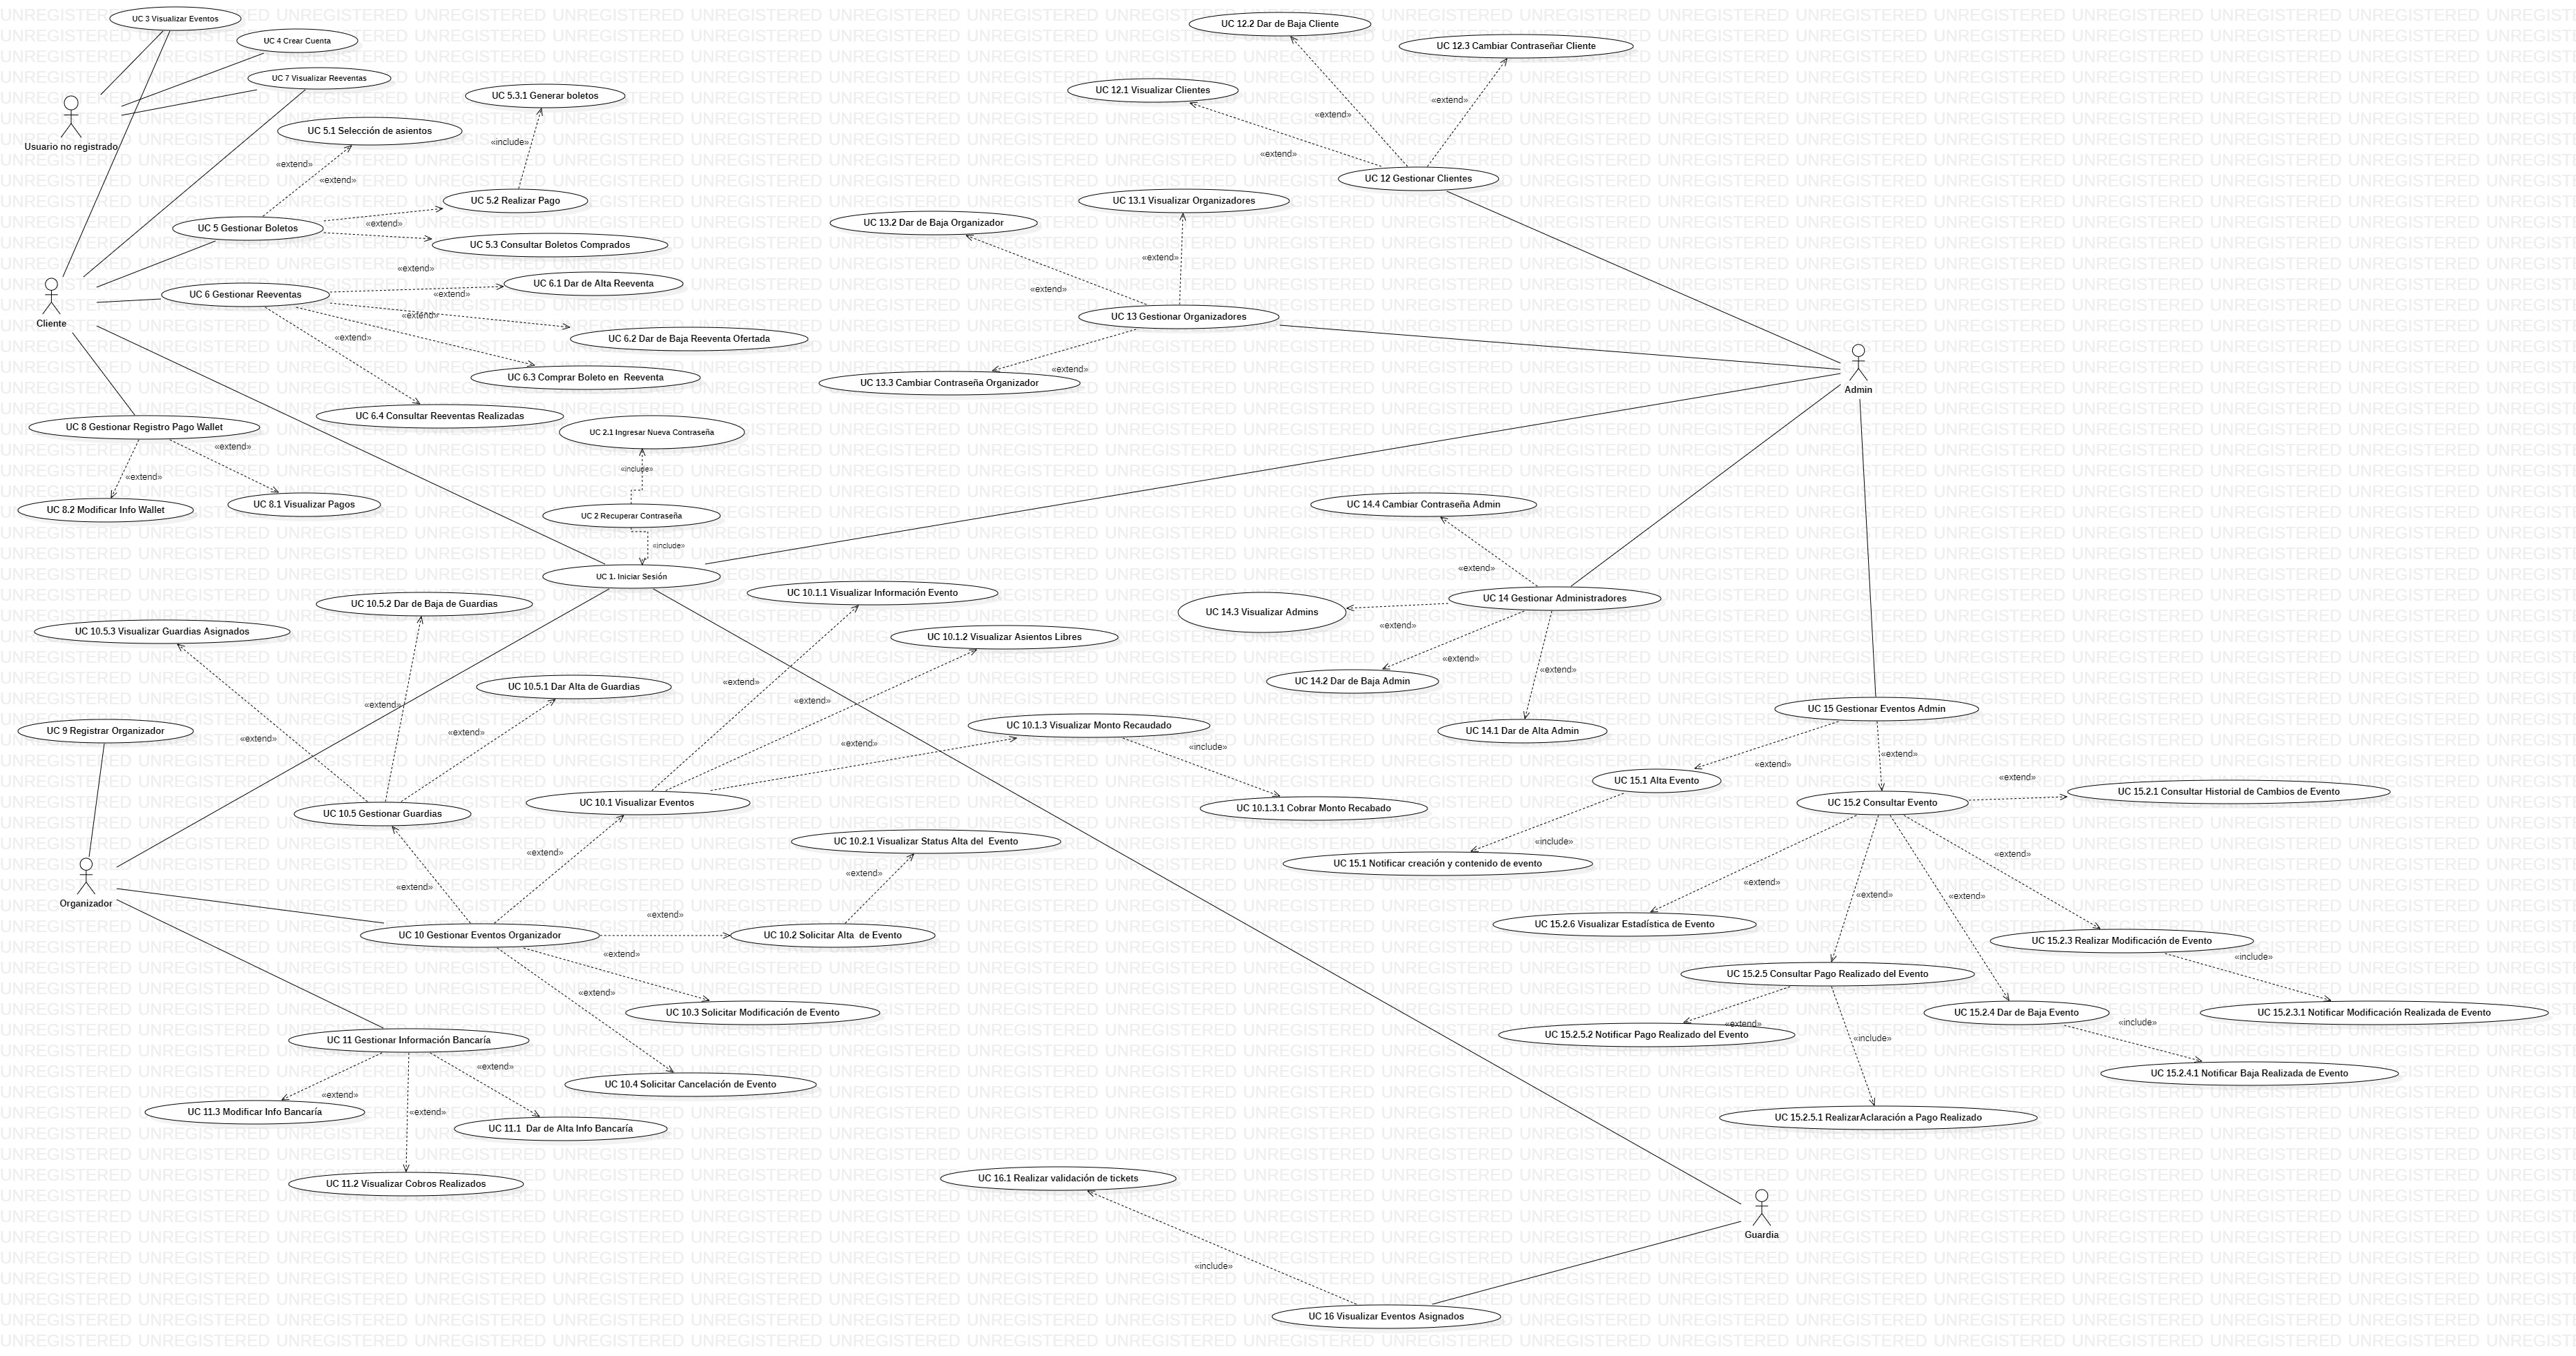 UC 3 Visualizar Eventos
UC 4 Crear Cuenta
UC 7 Visualizar Reeventas
Usuario no registrado
UC 5.3.1 Generar boletos
UC 5.1 Selección de asientos
«include»
«extend»
«extend»
UC 5.2 Realizar Pago
UC 5 Gestionar Boletos
«extend»
UC 5.3 Consultar Boletos Comprados
«extend»
UC 6.1 Dar de Alta Reeventa
UC 6 Gestionar Reeventas
«extend»
Cliente
«extend»
«extend»
UC 6.2 Dar de Baja Reeventa Ofertada
UC 6.3 Comprar Boleto en  Reeventa
UC 6.4 Consultar Reeventas Realizadas
UC 8 Gestionar Registro Pago Wallet
«extend»
«extend»
UC 8.2 Modificar Info Wallet
UC 8.1 Visualizar Pagos
UC 2.1 Ingresar Nueva Contraseña
«include»
UC 2 Recuperar Contraseña
«include»
UC 1. Iniciar Sesión
UC 12.2 Dar de Baja Cliente
UC 12.3 Cambiar Contraseñar Cliente
UC 12.1 Visualizar Clientes
«extend»
«extend»
«extend»
UC 12 Gestionar Clientes
UC 13.1 Visualizar Organizadores
UC 13.2 Dar de Baja Organizador
«extend»
«extend»
UC 13 Gestionar Organizadores
«extend»
UC 13.3 Cambiar Contraseña Organizador
Admin
UC 14.4 Cambiar Contraseña Admin
«extend»
UC 14 Gestionar Administradores
UC 14.3 Visualizar Admins
«extend»
«extend»
«extend»
UC 14.2 Dar de Baja Admin
UC 14.1 Dar de Alta Admin
UC 10.5.2 Dar de Baja de Guardias
UC 10.5.3 Visualizar Guardias Asignados
UC 10.5.1 Dar Alta de Guardias
«extend»
«extend»
«extend»
UC 9 Registrar Organizador
UC 10.5 Gestionar Guardias
UC 10.1.1 Visualizar Información Evento
UC 10.1.2 Visualizar Asientos Libres
«extend»
«extend»
UC 10.1.3 Visualizar Monto Recaudado
«extend»
«include»
UC 10.1 Visualizar Eventos
UC 10.1.3.1 Cobrar Monto Recabado
UC 10.2.1 Visualizar Status Alta del  Evento
«extend»
«extend»
«extend»
Organizador
«extend»
UC 10 Gestionar Eventos Organizador
UC 10.2 Solicitar Alta  de Evento
«extend»
«extend»
UC 10.3 Solicitar Modificación de Evento
UC 10.4 Solicitar Cancelación de Evento
UC 11 Gestionar Información Bancaría
«extend»
«extend»
«extend»
UC 11.3 Modificar Info Bancaría
UC 11.1  Dar de Alta Info Bancaría
UC 11.2 Visualizar Cobros Realizados
UC 15 Gestionar Eventos Admin
«extend»
«extend»
UC 15.1 Alta Evento
«extend»
UC 15.2.1 Consultar Historial de Cambios de Evento
UC 15.2 Consultar Evento
«include»
UC 15.1 Notificar creación y contenido de evento
«extend»
«extend»
«extend»
«extend»
UC 15.2.6 Visualizar Estadística de Evento
UC 15.2.3 Realizar Modificación de Evento
«include»
UC 15.2.5 Consultar Pago Realizado del Evento
UC 15.2.4 Dar de Baja Evento
UC 15.2.3.1 Notificar Modificación Realizada de Evento
«extend»
«include»
UC 15.2.5.2 Notificar Pago Realizado del Evento
«include»
UC 15.2.4.1 Notificar Baja Realizada de Evento
UC 15.2.5.1 RealizarAclaración a Pago Realizado
UC 16.1 Realizar validación de tickets
Guardia
«include»
UC 16 Visualizar Eventos Asignados
UNREGISTERED